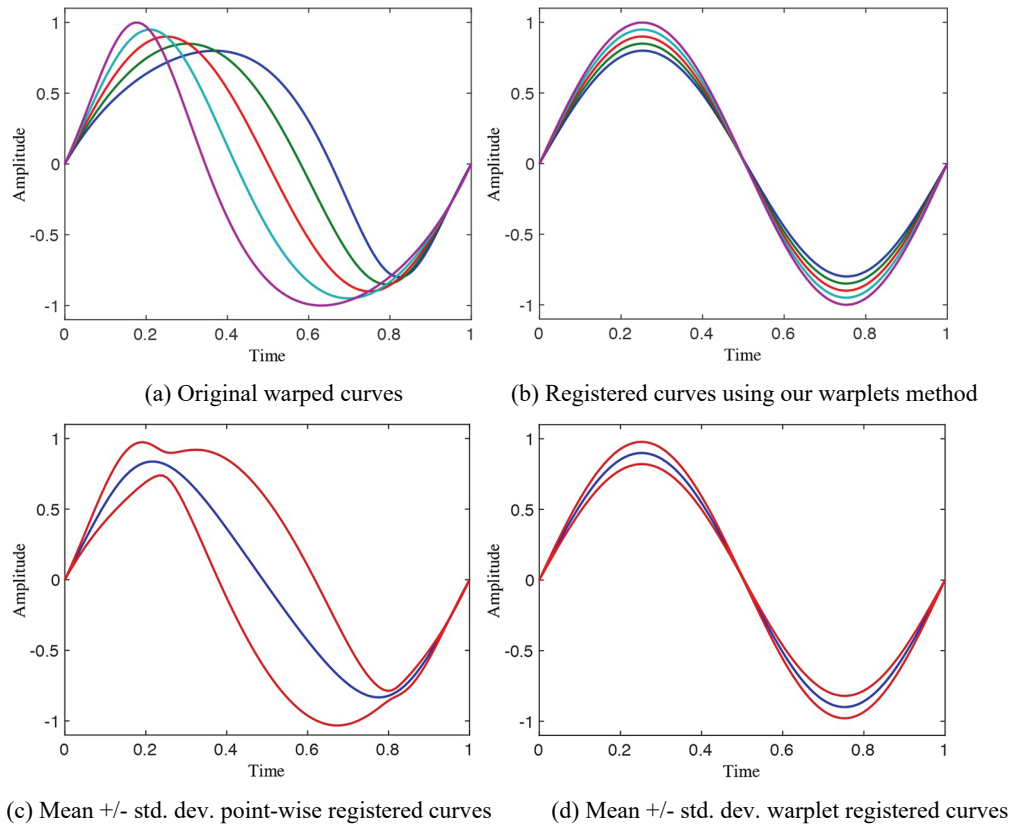 1
0.5
0
-0.5
-1
Amplitude
0 0.2 0.4 0.6 0.8 1
Time
(a) Original warped curves
1
0.5
0
-0.5
-1
Amplitude
0 0.2 0.4 0.6 0.8 1
Time
(b) Registered curves using our warplets method
1
0.5
0
-0.5
-1
Amplitude
0 0.2 0.4 0.6 0.8 1
Time
(c) Mean +/- std. dev. point-wise registered curves
1
0.5
0
-0.5
-1
Amplitude
0 0.2 0.4 0.6 0.8 1
Time
(d) Mean +/- std. dev. warplet registered curves